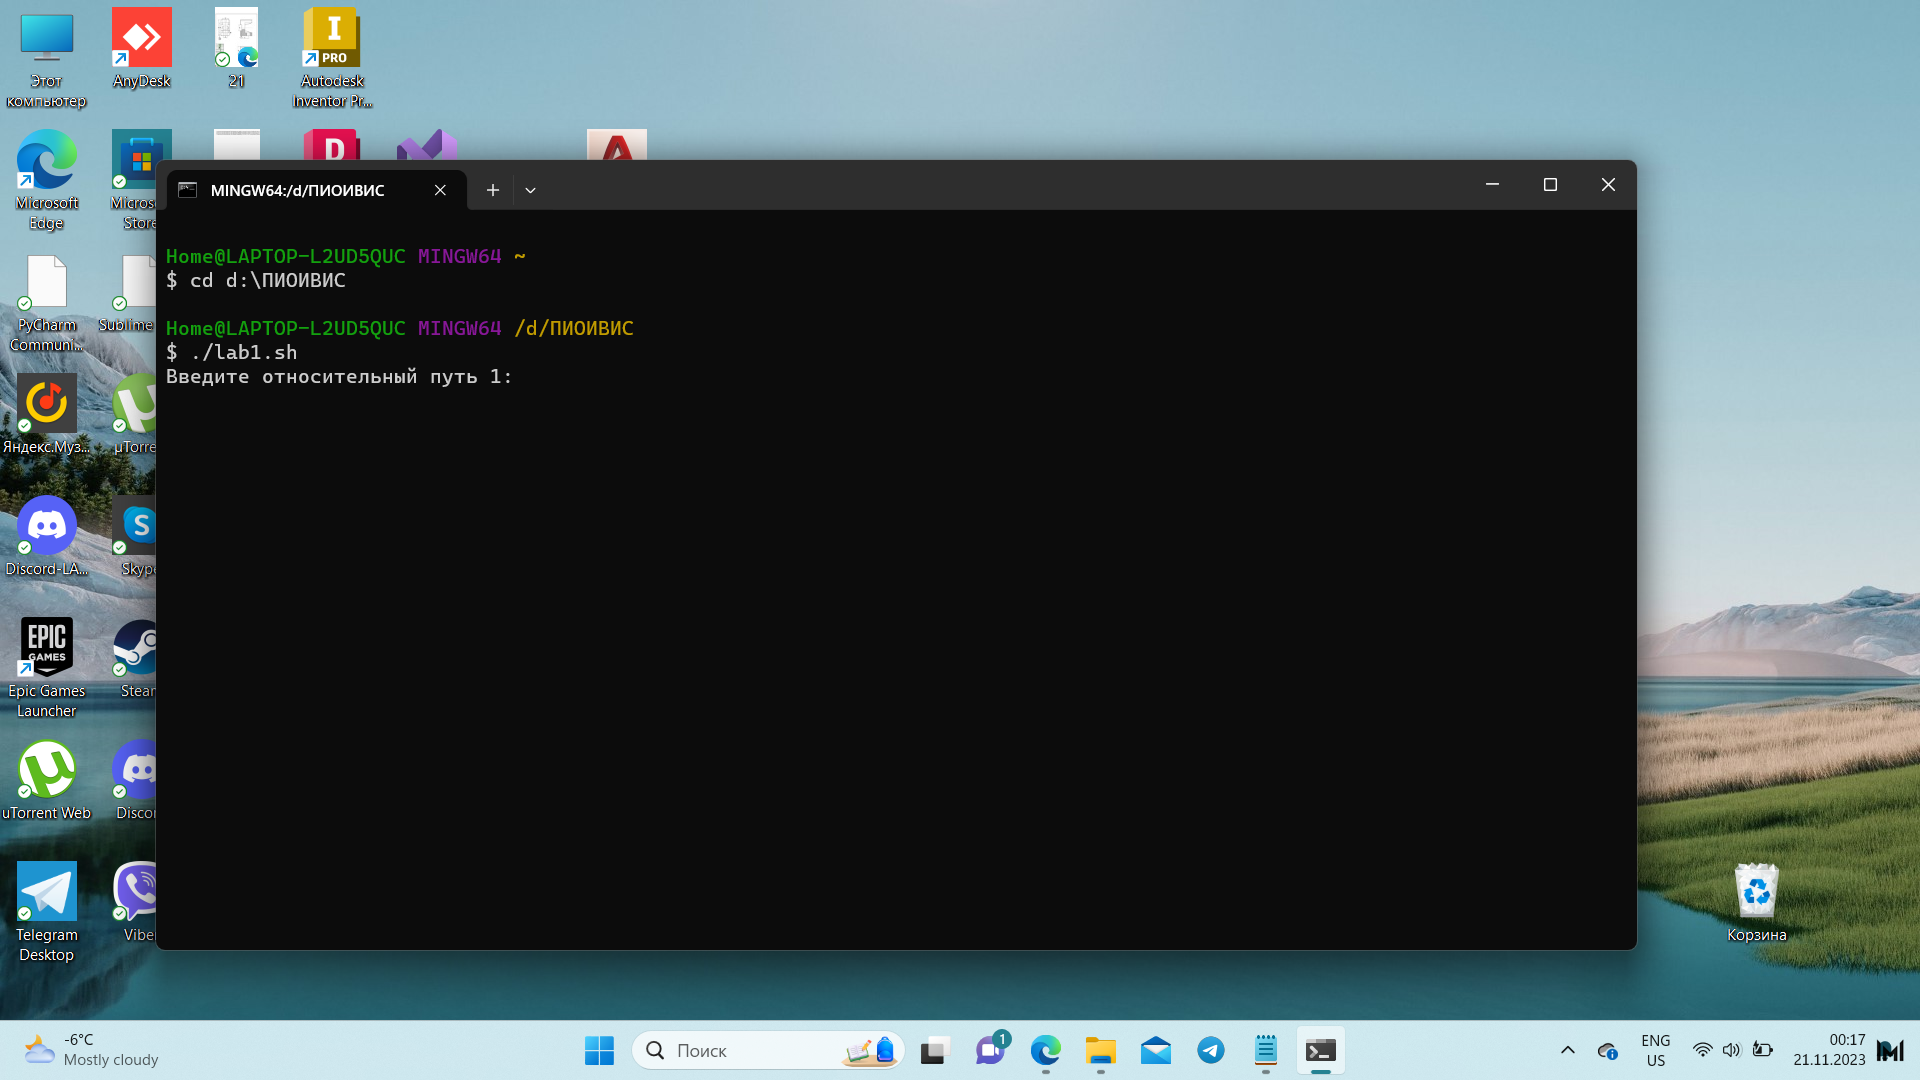 Этот
компьютер
AnyDesk
21
I
PRO
Autodesk
Inventor Pr...
D
A
Microsoft
Edge
Micros
Store
PyCharm
Communi...
Sublime
Яндекс.Муз...
µTorre
Discord-LA...
S
Skype
EPIC
GAMES
Epic Games
Launcher
Stear
uTorrent Web
Discor
Telegram
Desktop
Vibe
MINGW64:/d/ПИОИВИС
Home@LAPTOP-L2UD5QUC MINGW64 ~
$ cd d:\ПИОИВИС
Home@LAPTOP-L2UD5QUC MINGW64 /d/ПИОИВИС
$ ./lab1.sh
Введите относительный путь 1:
Корзина
-6°C
Mostly cloudy
Поиск
1
ENG
US
00:17
21.11.2023